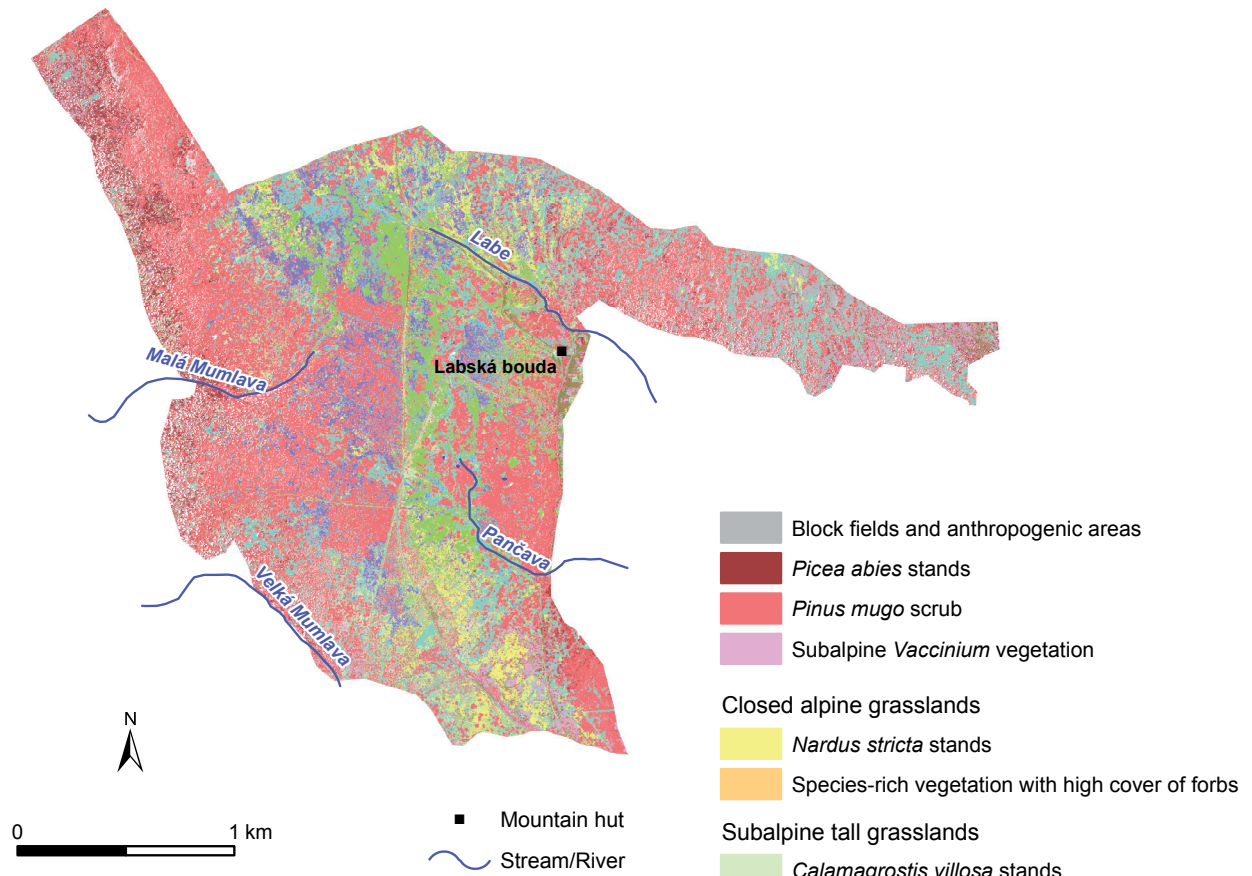 Labe
Malá Mumlava
Labská bouda
Pančava
Velká Mumlava
N
0 1 km
Mountain hut
Stream/River
Block fields and anthropogenic areas
Picea abies stands
Pinus mugo scrub
Subalpine Vaccinium vegetation
Closed alpine grasslands
Nardus stricta stands
Species-rich vegetation with high cover of forbs
Subalpine tall grasslands
Calamagrostis villosa stands